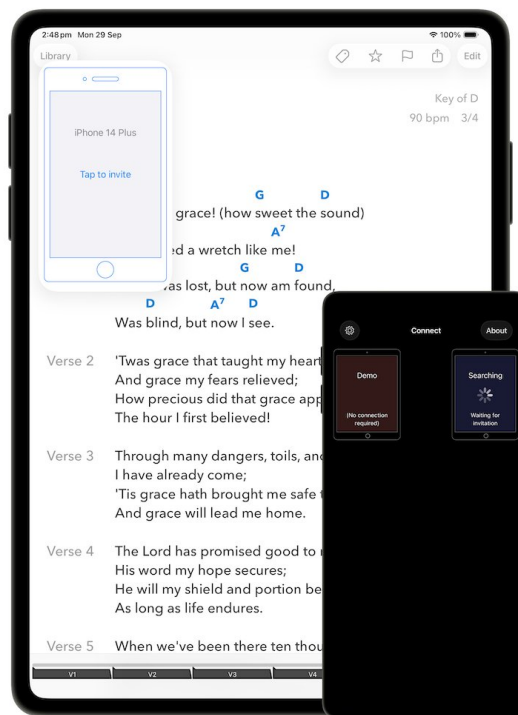 2:48 pm Mon 29 Sep
100%
Library
Edit
iPhone 14 Plus
Tap to invite
Key of D
90 bpm 3/4
G D
grace! (how sweet the sound)
A7
ed a wretch like me!
G D
as lost, but now am found,
D A7 D
Was blind, but now I see.
Verse 2 'Twas grace that taught my heart
And grace my fears relieved;
How precious did that grace app
The hour I first believed!
Verse 3 Through many dangers, toils, and
I have already come;
'Tis grace hath brought me safe t
And grace will lead me home.
Verse 4 The Lord has promised good to
His word my hope secures;
He will my shield and portion be
As long as life endures.
Verse 5 When we've been there ten thou
V1 V2 V3 V4
Connect About
Demo
(No connection
required)
Searching
Waiting for
invitation